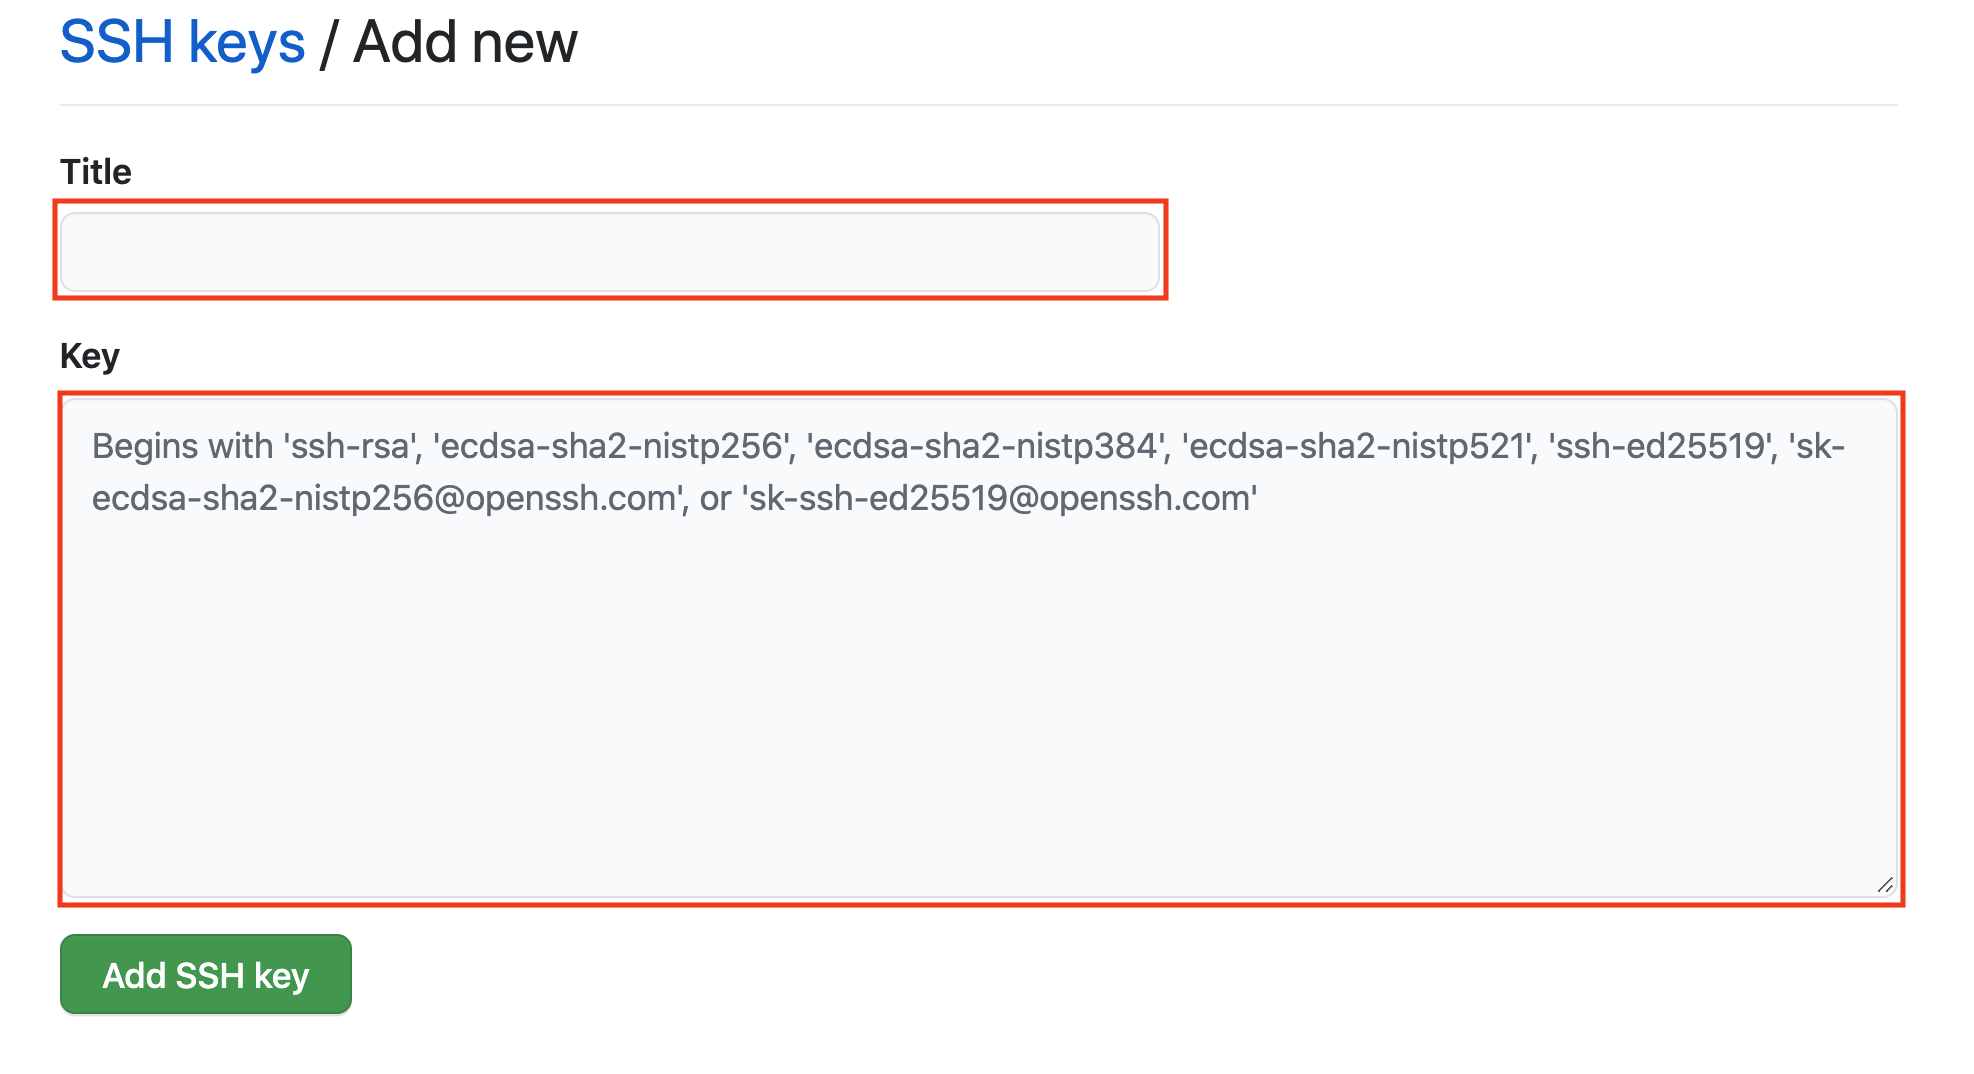 SSH keys / Add new
Title
Key
Begins with 'ssh-rsa', 'ecdsa-sha2-nistp256', 'ecdsa-sha2-nistp384', 'ecdsa-sha2-nistp521', 'ssh-ed25519', 'sk-
ecdsa-sha2-nistp256@openssh.com', or 'sk-ssh-ed25519@openssh.com'
Add SSH key